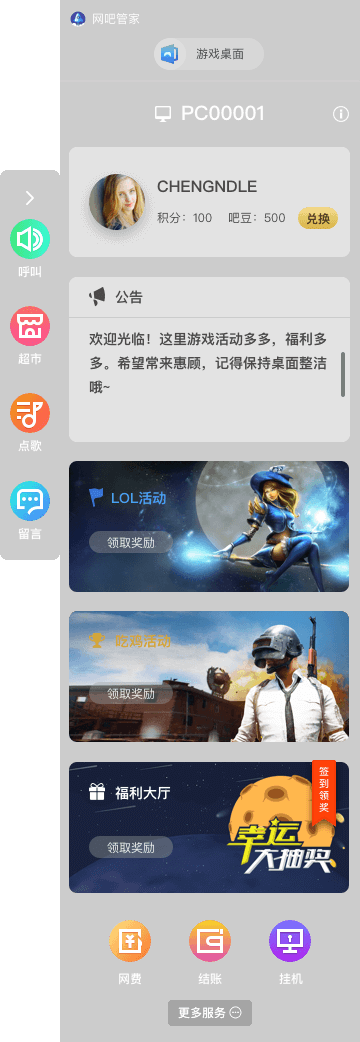 网吧管家
游戏桌面
PC00001
CHENGNDLE
积分：100 吧豆：500 兑换
呼叫
超市
点歌
留言
公告
欢迎光临！这里游戏活动多多，福利多
多。希望常来惠顾，记得保持桌面整洁
哦~
LOL活动
领取奖励
吃鸡活动
领取奖励
福利大厅
领取奖励
签到领奖
幸运
大抽奖
网费
结账
挂机
更多服务